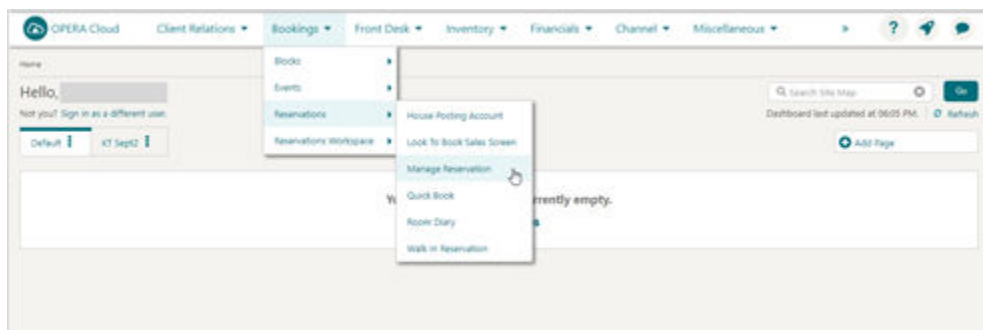 OPERA Cloud Client Relations Bookings Front Desk Inventory Financials Channel Miscellaneous » ?
Home
Hello,
Not you? Sign in as a different user.
Search Site Map Go
Dashboard last updated at 06:05 PM. Refresh
Default KT Sept2
Add Page
Blocks
Events
Reservations
Reservations Workspace
House Posting Account
Look To Book Sales Screen
Manage Reservation
Quick Book
Room Diary
Walk In Reservation
rrently empty.